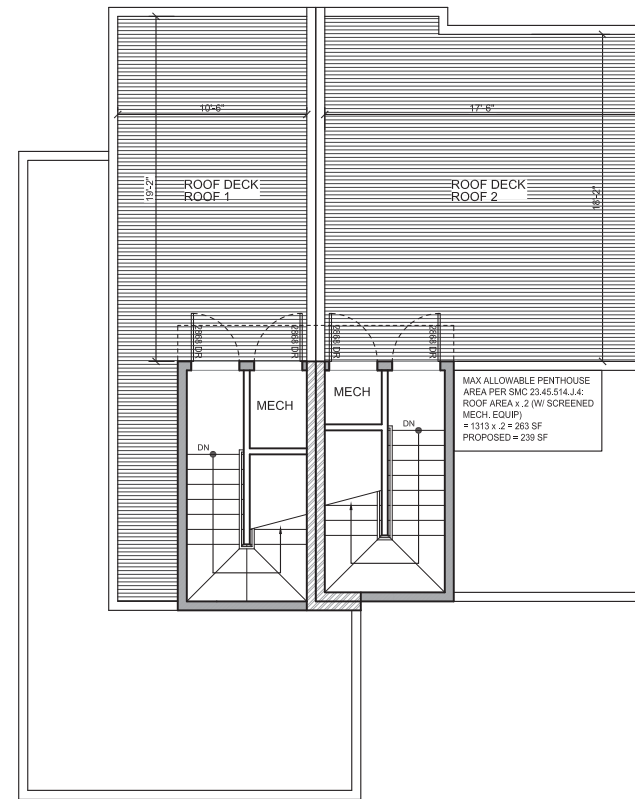 10'-6"
17'-6"
19'-2"
ROOF DECK
ROOF 1
ROOF DECK
ROOF 2
18'-2"
2868 DR
2868 DR
2868 DR
2868 DR
MECH
MECH
DN
DN
MAX ALLOWABLE PENTHOUSE
AREA PER SMC 23.45.514.J.4:
ROOF AREA x .2 (W/ SCREENED
MECH. EQUIP)
= 1313 x .2 = 263 SF
PROPOSED = 239 SF